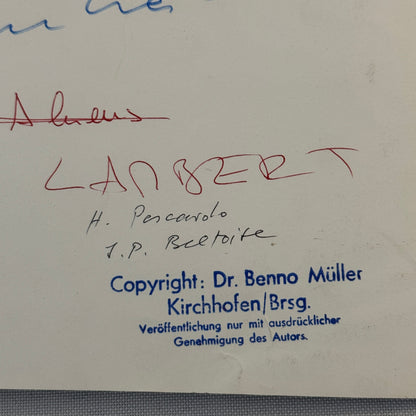 Ahrens
LAMBERT
H. Pescarolo
J.P. Beltoise
Copyright: Dr. Benno Müller
Kirchhofen/Brsg.
Veröffentlichung nur mit ausdrücklicher
Genehmigung des Autors.